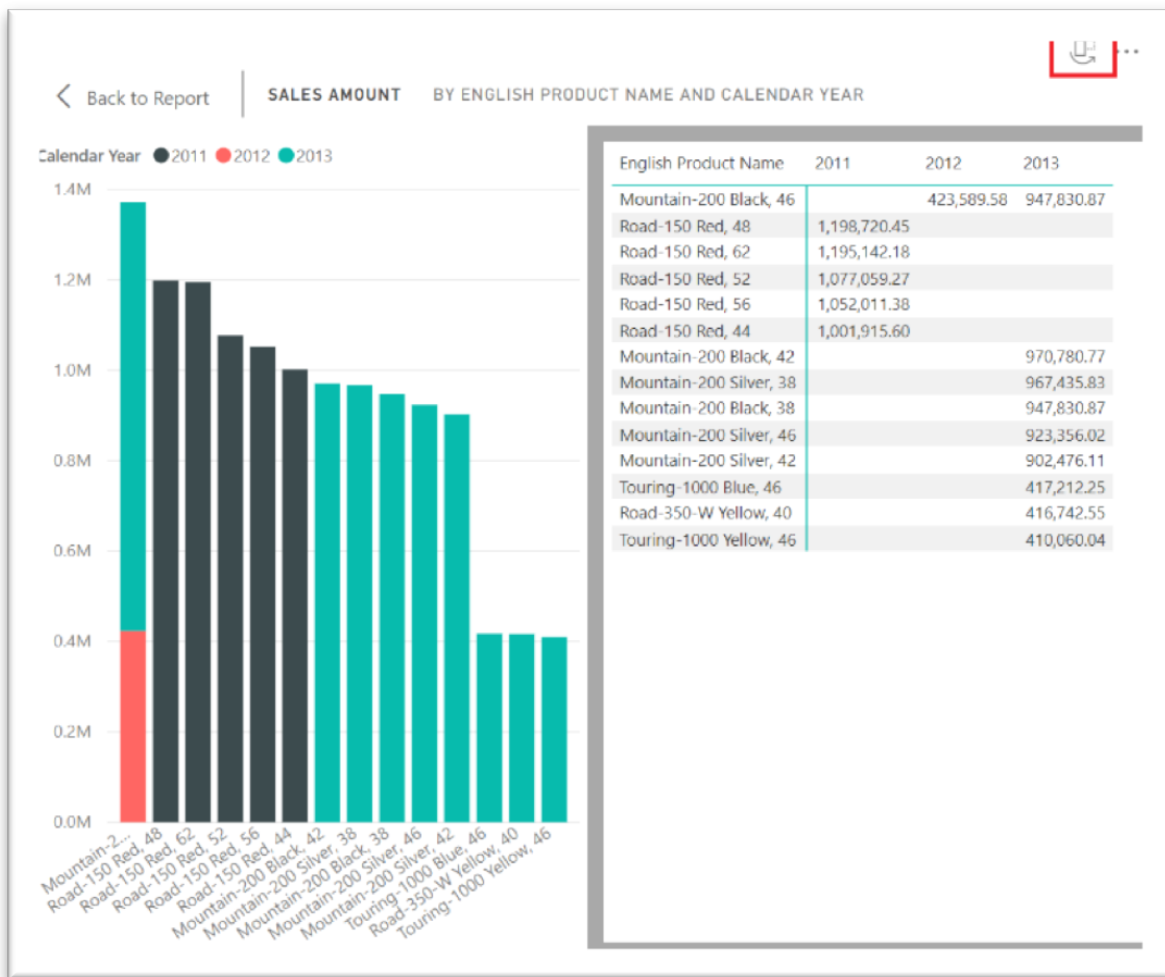 Back to Report
SALES AMOUNT BY ENGLISH PRODUCT NAME AND CALENDAR YEAR
Calendar Year 2011 2012 2013
1.4M
1.2M
1.0M
0.8M
0.6M
0.4M
0.2M
0.0M
Mountain-2...
Road-150 Red, 48
Road-150 Red, 62
Road-150 Red, 52
Road-150 Red, 56
Road-150 Red, 44
Mountain-200 Black, 42
Mountain-200 Silver, 38
Mountain-200 Black, 38
Mountain-200 Silver, 46
Mountain-200 Silver, 42
Touring-1000 Blue, 46
Road-350-W Yellow, 40
Touring-1000 Yellow, 46
English Product Name 2011 2012 2013
Mountain-200 Black, 46 423,589.58 947,830.87
Road-150 Red, 48 1,198,720.45
Road-150 Red, 62 1,195,142.18
Road-150 Red, 52 1,077,059.27
Road-150 Red, 56 1,052,011.38
Road-150 Red, 44 1,001,915.60
Mountain-200 Black, 42 970,780.77
Mountain-200 Silver, 38 967,435.83
Mountain-200 Black, 38 947,830.87
Mountain-200 Silver, 46 923,356.02
Mountain-200 Silver, 42 902,476.11
Touring-1000 Blue, 46 417,212.25
Road-350-W Yellow, 40 416,742.55
Touring-1000 Yellow, 46 410,060.04